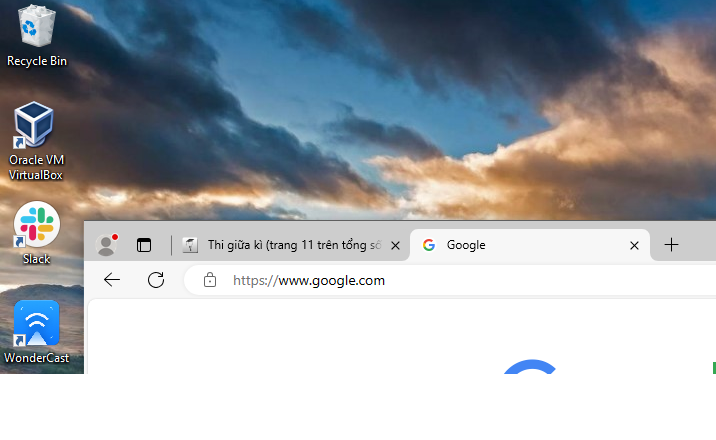 Recycle Bin
Oracle VM
VirtualBox
Slack
WonderCast
Thi giữa kì (trang 11 trên tổng số
Google
https://www.google.com